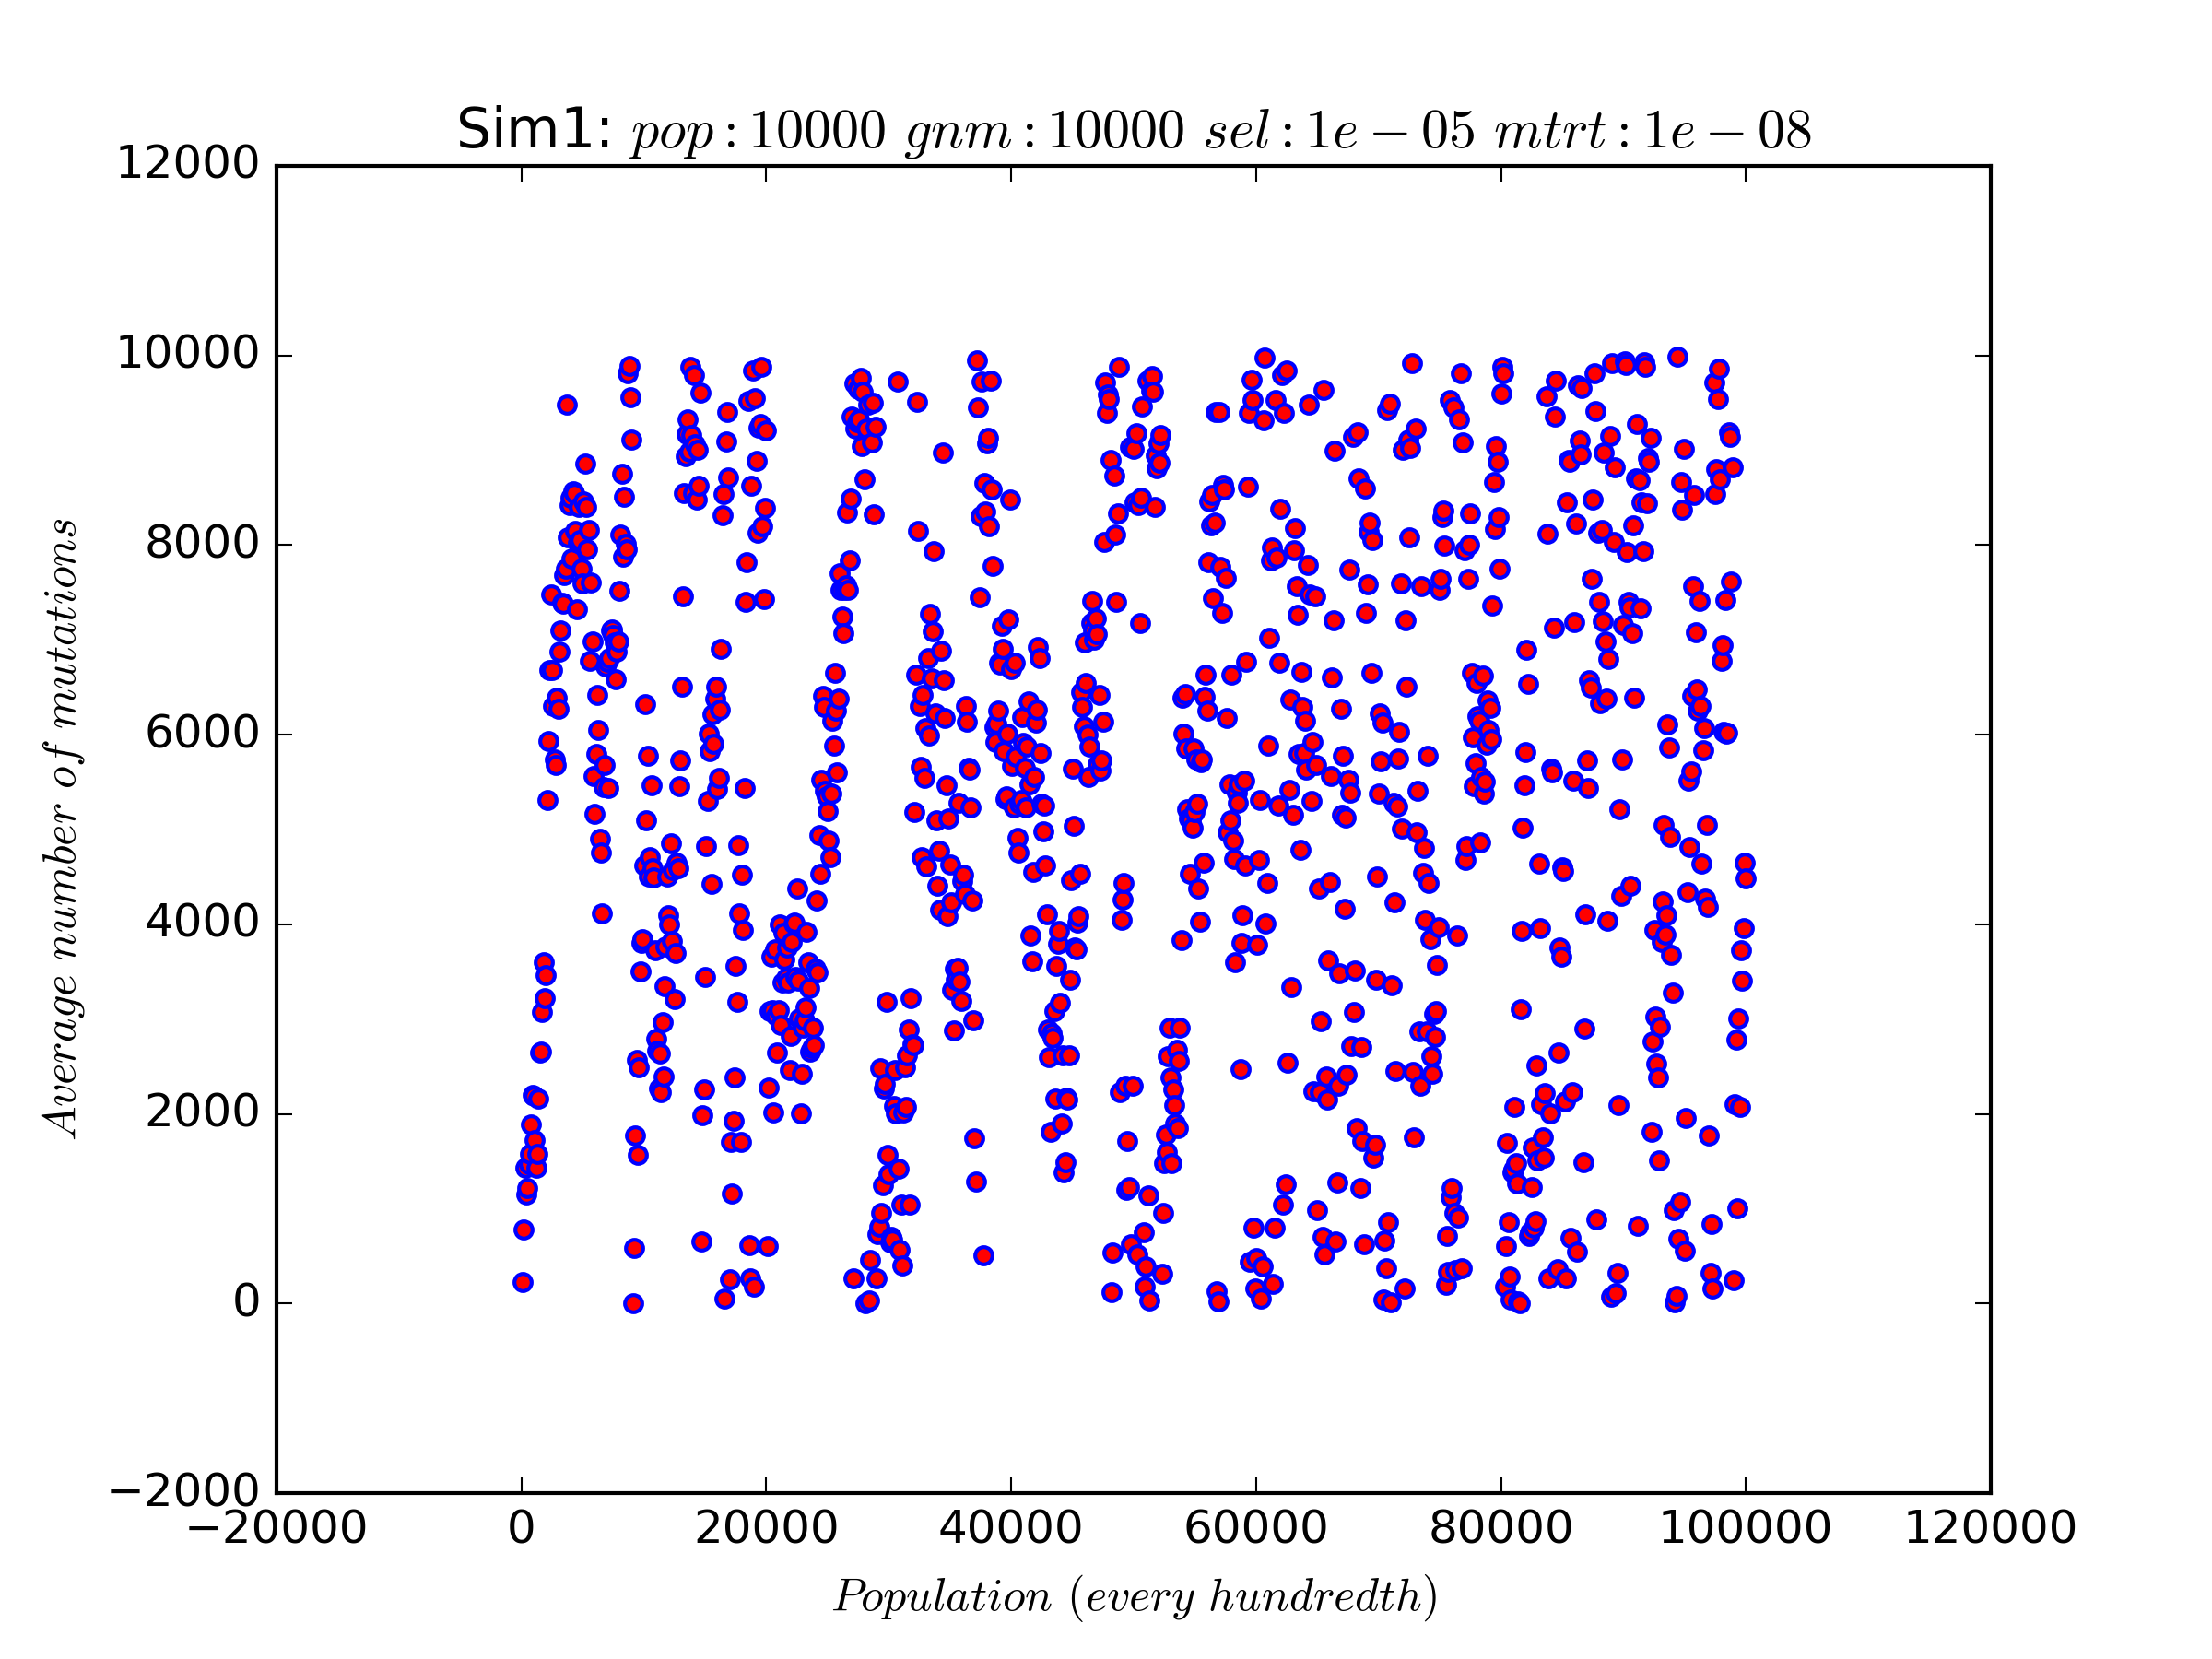 Sim1: pop : 10000 gnm : 10000 sel : 1e − 05 mtrt : 1e − 08
12000
10000
8000
6000
4000
2000
0
−2000
Average number of mutations
−20000 0 20000 40000 60000 80000 100000 120000
Population (every hundredth)